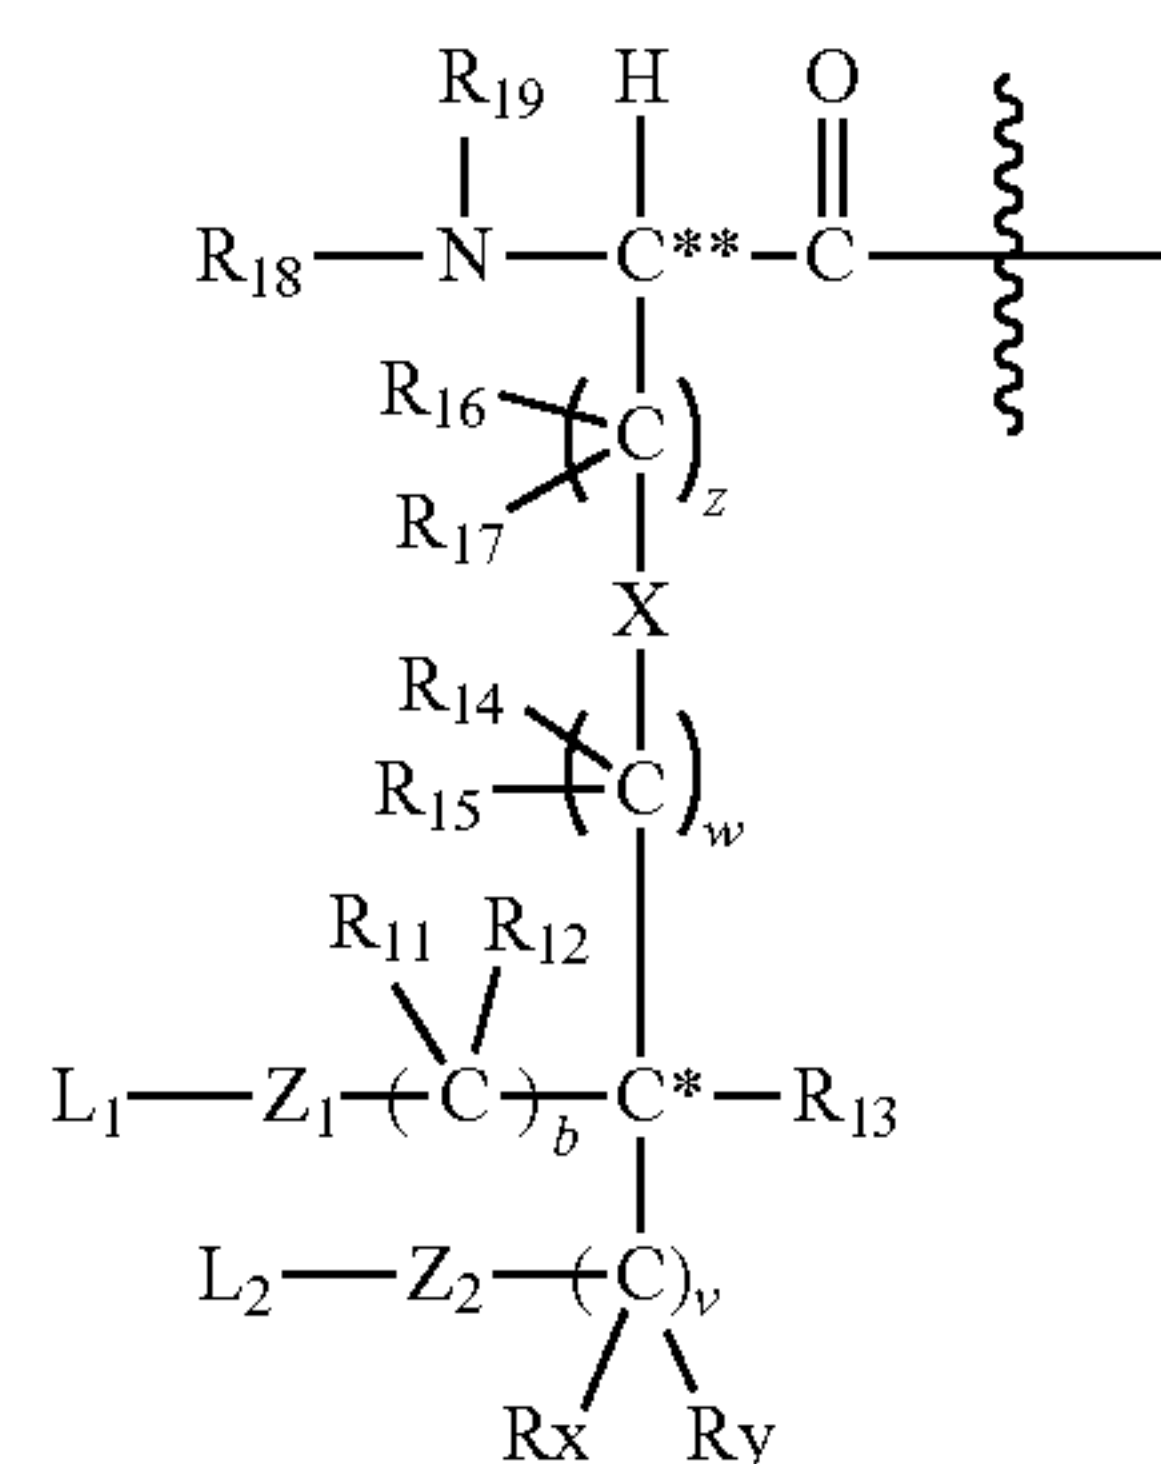 R19 H O
R18 N C** C
R16 ( C ) z
R17
X
R14
R15 ( C ) w
R11 R12
L1 Z1 ( C ) b C* R13
L2 Z2 ( C ) v
Rx Ry